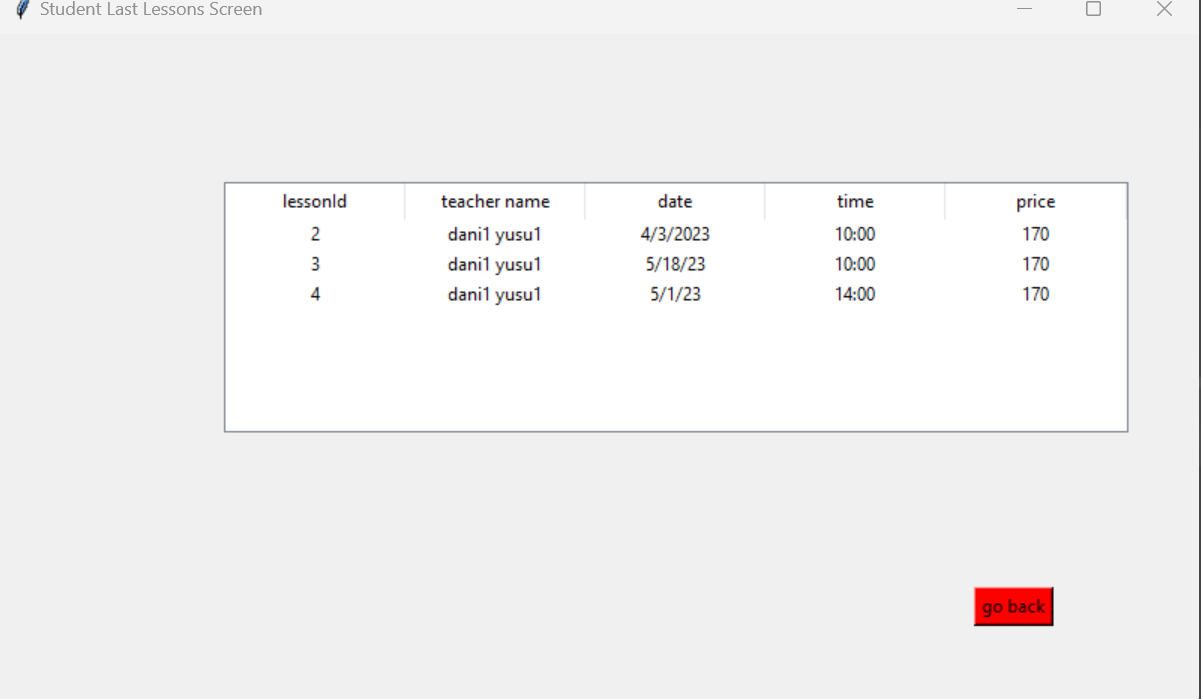 Student Last Lessons Screen
lessonId teacher name date time price
2 dani1 yusu1 4/3/2023 10:00 170
3 dani1 yusu1 5/18/23 10:00 170
4 dani1 yusu1 5/1/23 14:00 170
go back